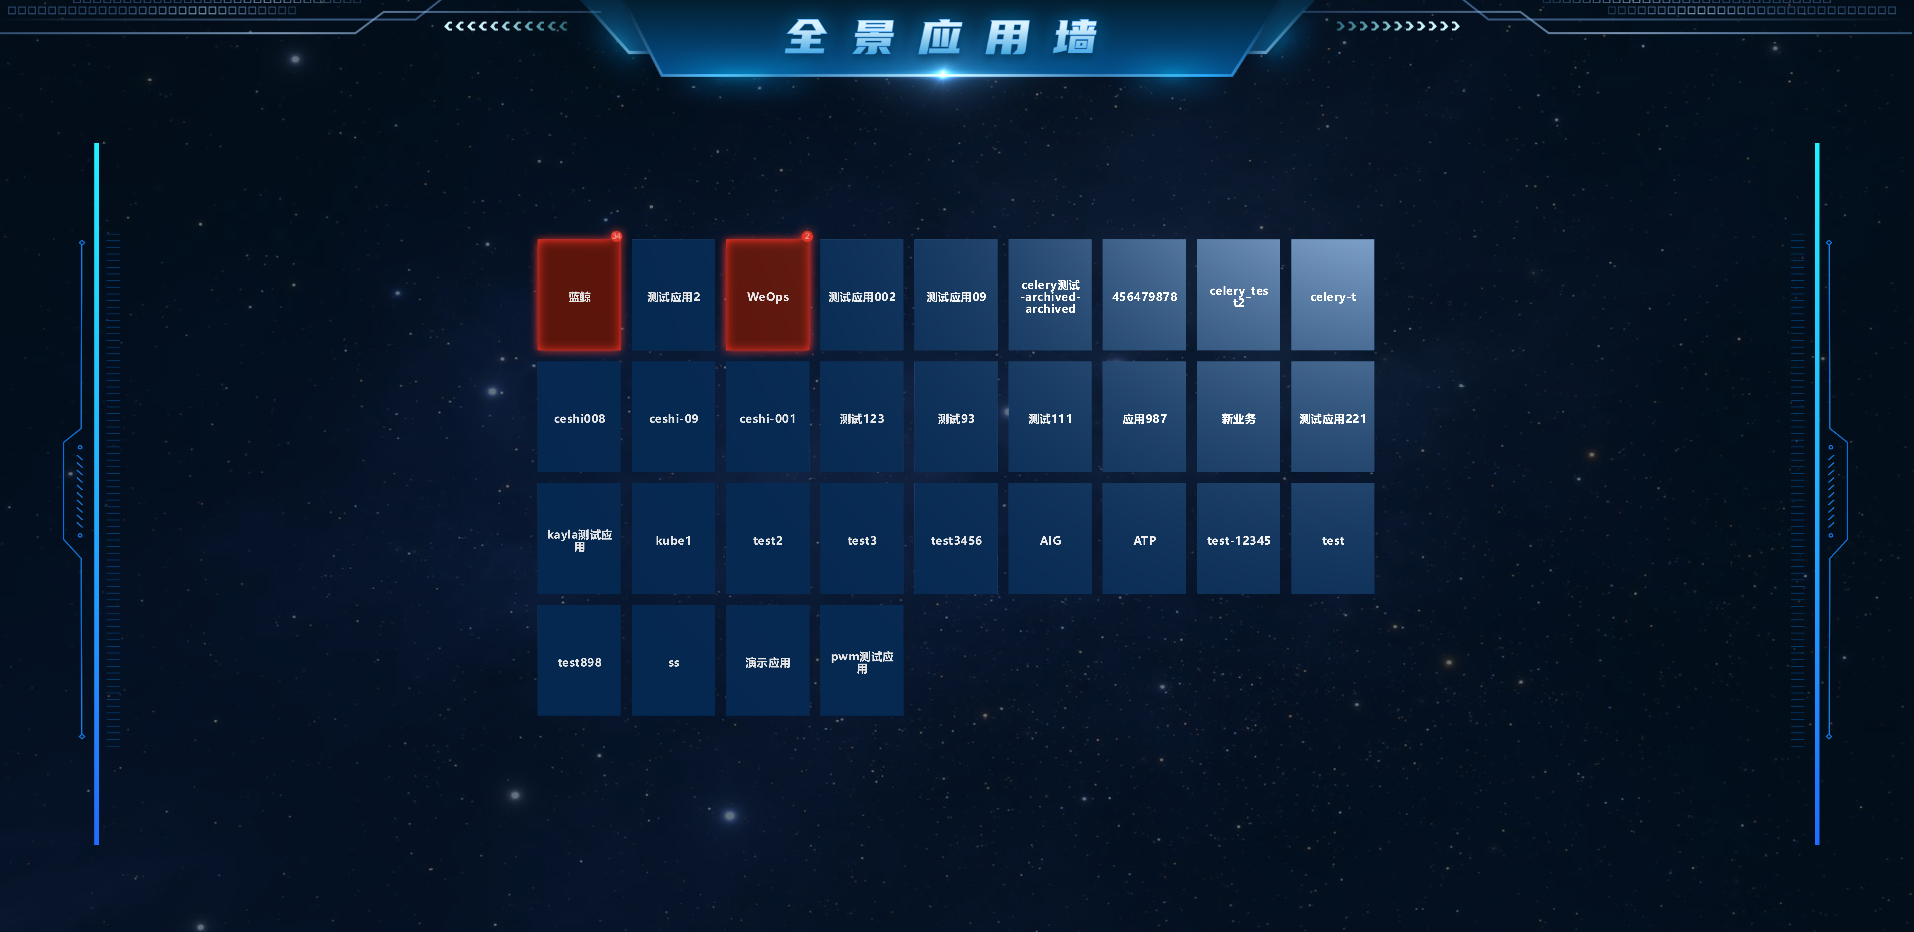 全景应用墙
34
2
蓝鲸
测试应用2
WeOps
测试应用002
测试应用09
celery测试
-archived-
archived
456479878
celery_tes
t2
celery-t
ceshi008
ceshi-09
ceshi-001
测试123
测试93
测试111
应用987
新业务
测试应用221
kayla测试应
用
kube1
test2
test3
test3456
AIG
ATP
test-12345
test
test898
ss
演示应用
pwm测试应
用